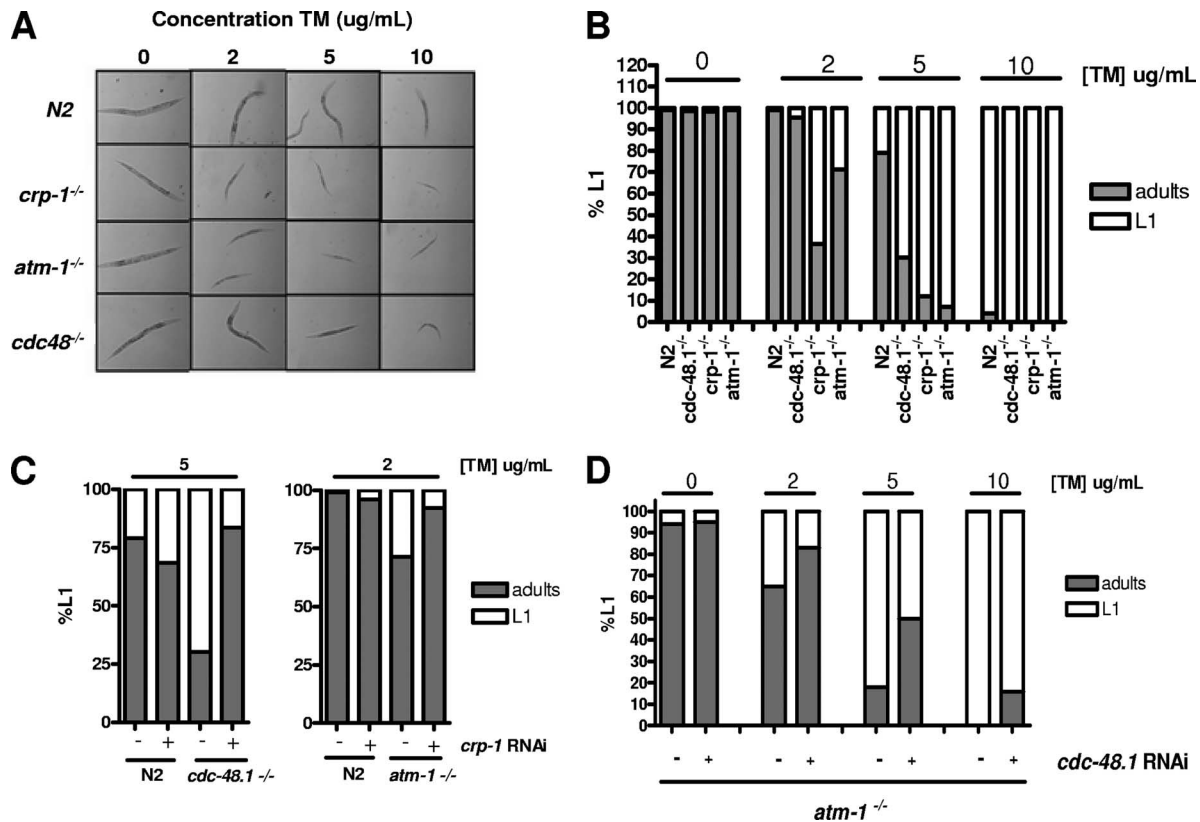 A
Concentration TM (ug/mL)
0 2 5 10
N2
crp-1-/-
atm-1-/-
cdc48-/-
B
0 2 5 10 [TM] ug/mL
120
110
100
90
80
70
60
50
40
30
20
10
0
% L1
adults
L1
N2 cdc-48.1-/- crp-1-/- atm-1-/- N2 cdc-48.1-/- crp-1-/- atm-1-/- N2 cdc-48.1-/- crp-1-/- atm-1-/- N2 cdc-48.1-/- crp-1-/- atm-1-/-
C
5 2 [TM] ug/mL
100
75
50
25
0
%L1
100
75
50
25
0
adults
L1
- + - + - + - + crp-1 RNAi
N2 cdc-48.1 -/- N2 atm-1 -/-
D
0 2 5 10 [TM] ug/mL
100
90
80
70
60
50
40
30
20
10
0
%L1
adults
L1
- + - + - + - + cdc-48.1 RNAi
atm-1 -/-